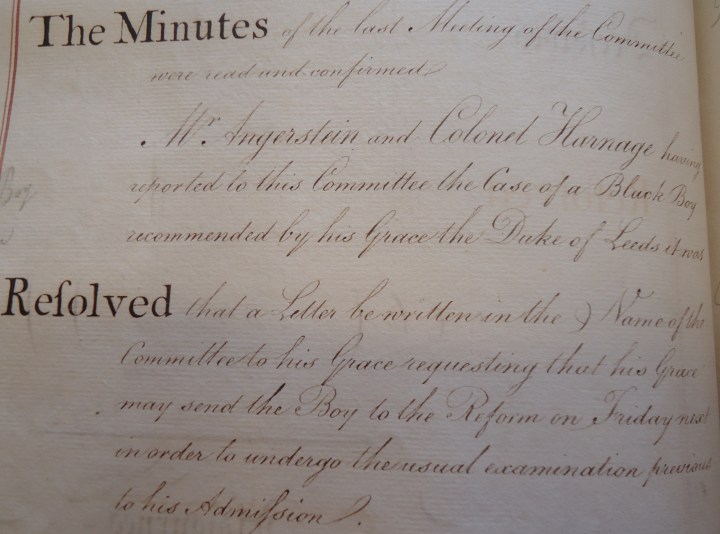 The Minutes of the last Meeting of the Committee
were read and confirmed
Mr. Angerstein and Colonel Harnage having
reported to this Committee the Case of a Black Boy
recommended by his Grace the Duke of Leeds it was
Reſolved that a Letter be written in the Name of the
Committee to his Grace requesting that his Grace
may send the Boy to the Reform on Friday next
in order to undergo the usual examination previous
to his Admiſsion.